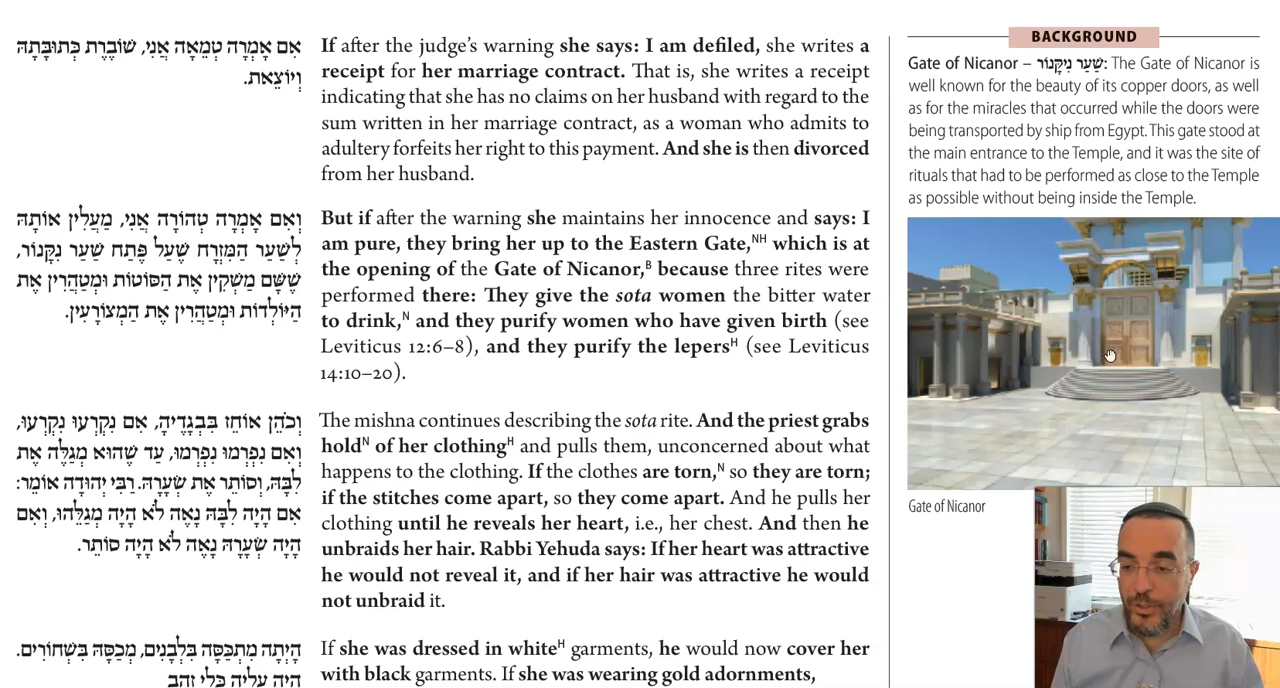 אִם אָמְרָה טְמֵאָה אֲנִי, שׁוֹבֶרֶת כְּתוּבָּתָהּ
וְיוֹצֵאת.
If after the judge’s warning she says: I am defiled, she writes a
receipt for her marriage contract. That is, she writes a receipt
indicating that she has no claims on her husband with regard to the
sum written in her marriage contract, as a woman who admits to
adultery forfeits her right to this payment. And she is then divorced
from her husband.
וְאִם אָמְרָה טְהוֹרָה אֲנִי, מַעֲלִין אוֹתָהּ
לְשַׁעַר הַמִּזְרָח שֶׁעַל פֶּתַח שַׁעַר נִקָּנוֹר,
שֶׁשָּׁם מַשְׁקִין אֶת הַסּוֹטוֹת וּמְטַהֲרִין אֶת
הַיּוֹלְדוֹת וּמְטַהֲרִין אֶת הַמְצוֹרָעִין.
But if after the warning she maintains her innocence and says: I
am pure, they bring her up to the Eastern Gate,NH which is at
the opening of the Gate of Nicanor,B because three rites were
performed there: They give the sota women the bitter water
to drink,N and they purify women who have given birth (see
Leviticus 12:6–8), and they purify the lepersH (see Leviticus
14:10–20).
וְכֹהֵן אוֹחֵז בִּבְגָדֶיהָ, אִם נִקְרְעוּ נִקְרְעוּ,
וְאִם נִפְרְמוּ נִפְרְמוּ, עַד שֶׁהוּא מְגַלֶּה אֶת
לִבָּהּ, וְסוֹתֵר אֶת שְׂעָרָהּ. רַבִּי יְהוּדָה אוֹמֵר:
אִם הָיָה לִבָּהּ נָאֶה לֹא הָיָה מְגַלֵּהוּ, וְאִם
הָיָה שְׂעָרָהּ נָאֶה לֹא הָיָה סוֹתֵר.
The mishna continues describing the sota rite. And the priest grabs
holdN of her clothingH and pulls them, unconcerned about what
happens to the clothing. If the clothes are torn,N so they are torn;
if the stitches come apart, so they come apart. And he pulls her
clothing until he reveals her heart, i.e., her chest. And then he
unbraids her hair. Rabbi Yehuda says: If her heart was attractive
he would not reveal it, and if her hair was attractive he would
not unbraid it.
הָיְתָה מִתְכַּסָּה בִּלְבָנִים, מְכַסָּהּ בִּשְׁחוֹרִים.
היה עליה כלי זהב
If she was dressed in whiteH garments, he would now cover her
with black garments. If she was wearing gold adornments,
BACKGROUND
Gate of Nicanor – שַׁעַר נִיקָּנוֹר: The Gate of Nicanor is
well known for the beauty of its copper doors, as well
as for the miracles that occurred while the doors were
being transported by ship from Egypt. This gate stood at
the main entrance to the Temple, and it was the site of
rituals that had to be performed as close to the Temple
as possible without being inside the Temple.
Gate of Nicanor